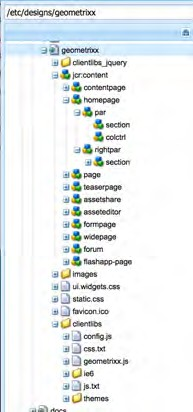 /etc/designs/geometrixx
geometrixx
clientlibs_jquery
jcr:content
contentpage
homepage
par
section
colctrl
rightpar
section
page
teaserpage
assetshare
asseteditor
formpage
widepage
forum
flashapp-page
images
ui.widgets.css
static.css
favicon.ico
clientlibs
config.js
css.txt
geometrixx.js
ie6
js.txt
themes
docs